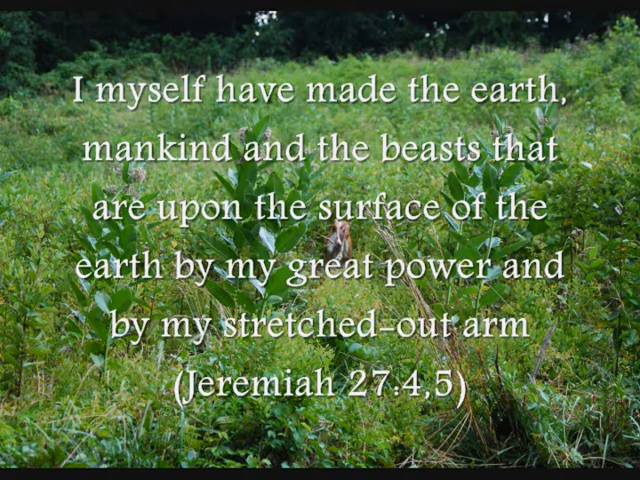 I myself have made the earth,
mankind and the beasts that
are upon the surface of the
earth by my great power and
by my stretched-out arm
(Jeremiah 27:4,5)